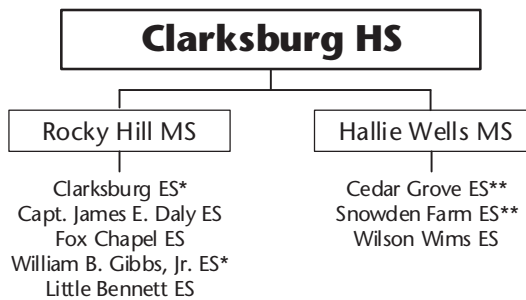 Clarksburg HS
Rocky Hill MS
Clarksburg ES*
Capt. James E. Daly ES
Fox Chapel ES
William B. Gibbs, Jr. ES*
Little Bennett ES
Hallie Wells MS
Cedar Grove ES**
Snowden Farm ES**
Wilson Wims ES